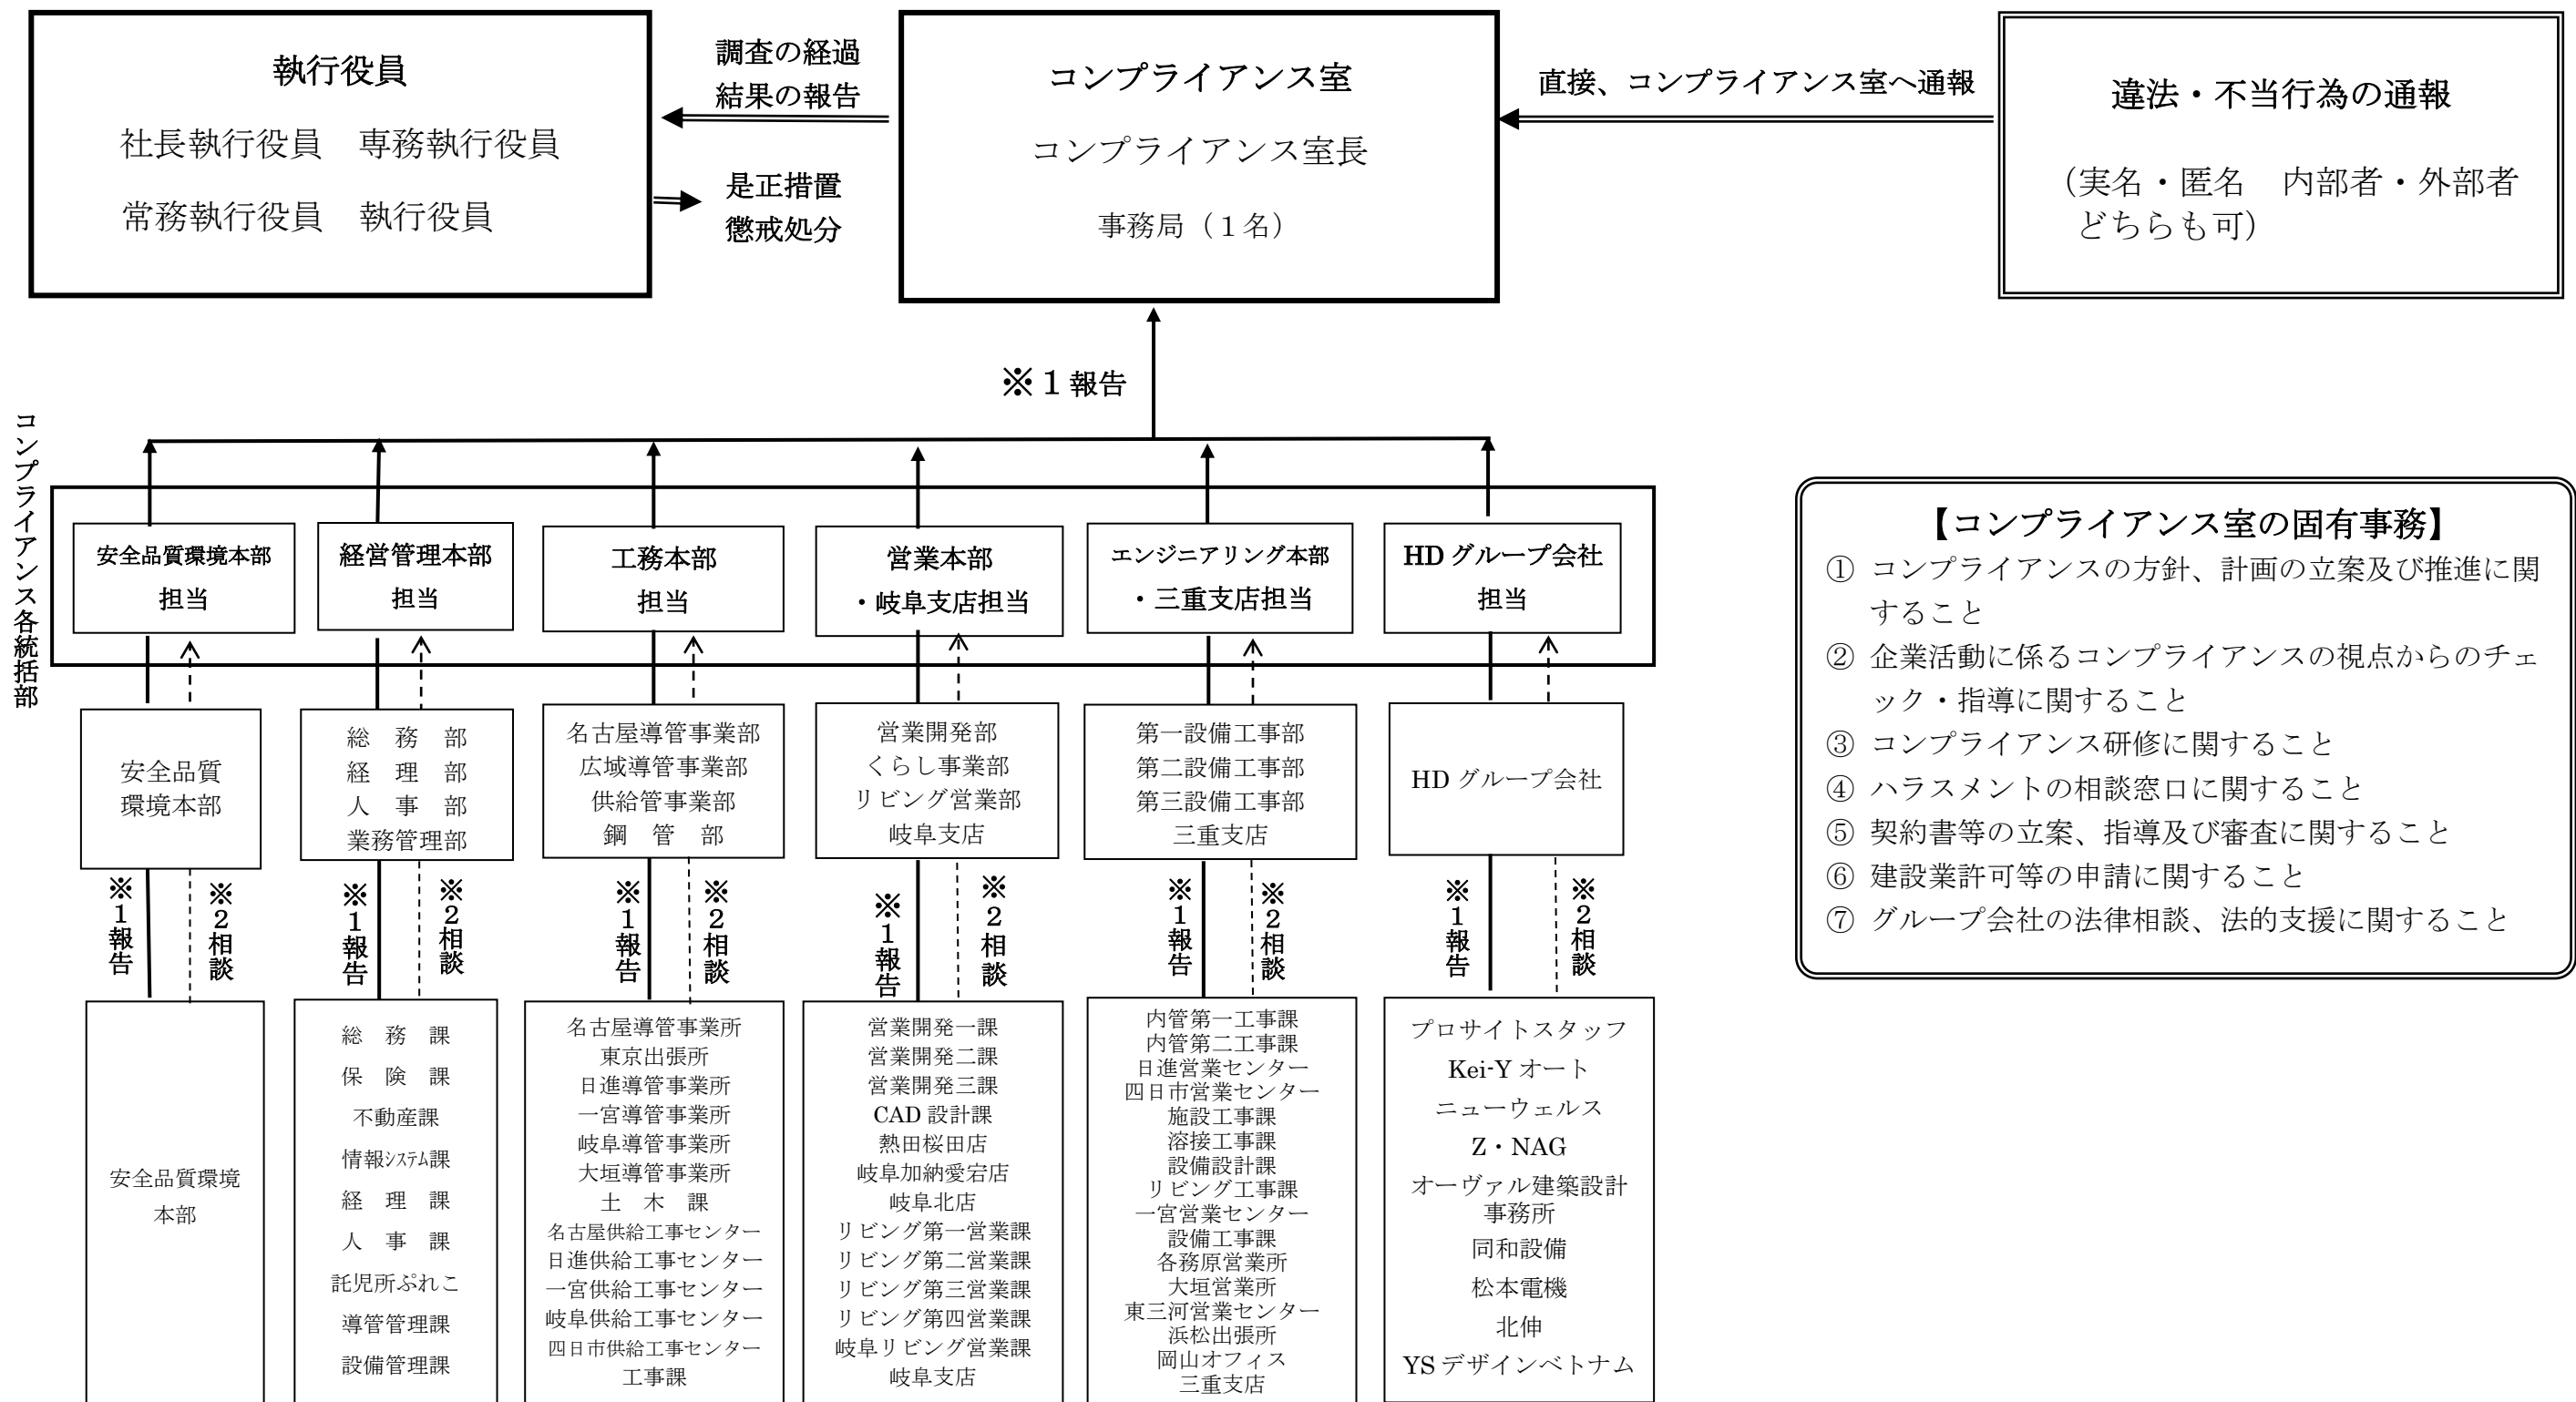 執行役員
社長執行役員　専務執行役員
常務執行役員　執行役員
調査の経過
結果の報告
是正措置
懲戒処分
コンプライアンス室
コンプライアンス室長
事務局（１名）
直接、コンプライアンス室へ通報
違法・不当行為の通報
（実名・匿名　内部者・外部者
どちらも可）
※１報告
コンプライアンス各統括部
安全品質環境本部
担当
経営管理本部
担当
工務本部
担当
営業本部
・岐阜支店担当
エンジニアリング本部
・三重支店担当
HDグループ会社
担当
安全品質
環境本部
総　務　部
経　理　部
人　事　部
業務管理部
名古屋導管事業部
広域導管事業部
供給管事業部
鋼　管　部
営業開発部
くらし事業部
リビング営業部
岐阜支店
第一設備工事部
第二設備工事部
第三設備工事部
三重支店
HDグループ会社
※１報告
※２相談
※１報告
※２相談
※１報告
※２相談
※１報告
※２相談
※１報告
※２相談
※１報告
※２相談
安全品質環境
本部
総　務　課
保　険　課
不動産課
情報ｼｽﾃﾑ課
経　理　課
人　事　課
託児所ぷれこ
導管管理課
設備管理課
名古屋導管事業所
東京出張所
日進導管事業所
一宮導管事業所
岐阜導管事業所
大垣導管事業所
土　木　課
名古屋供給工事センター
日進供給工事センター
一宮供給工事センター
岐阜供給工事センター
四日市供給工事センター
工事課
営業開発一課
営業開発二課
営業開発三課
CAD設計課
熱田桜田店
岐阜加納愛宕店
岐阜北店
リビング第一営業課
リビング第二営業課
リビング第三営業課
リビング第四営業課
岐阜リビング営業課
岐阜支店
内管第一工事課
内管第二工事課
日進営業センター
四日市営業センター
施設工事課
溶接工事課
設備設計課
リビング工事課
一宮営業センター
設備工事課
各務原営業所
大垣営業所
東三河営業センター
浜松出張所
岡山オフィス
三重支店
プロサイトスタッフ
Kei-Yオート
ニューウェルス
Z・NAG
オーヴァル建築設計
事務所
同和設備
松本電機
北伸
YSデザインベトナム
【コンプライアンス室の固有事務】
① コンプライアンスの方針、計画の立案及び推進に関
すること
② 企業活動に係るコンプライアンスの視点からのチェ
ック・指導に関すること
③ コンプライアンス研修に関すること
④ ハラスメントの相談窓口に関すること
⑤ 契約書等の立案、指導及び審査に関すること
⑥ 建設業許可等の申請に関すること
⑦ グループ会社の法律相談、法的支援に関すること